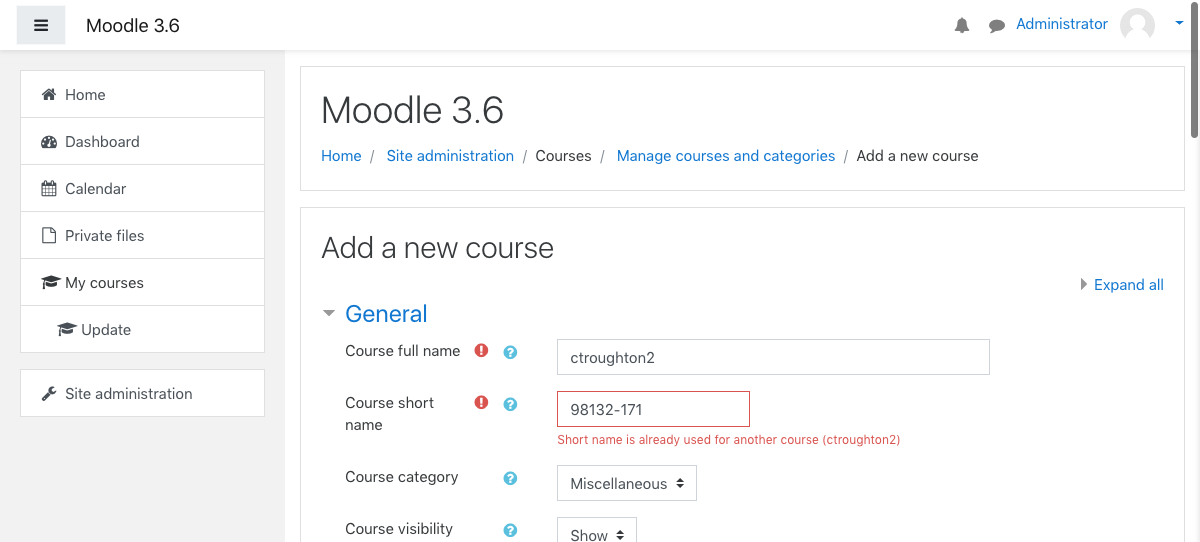 Moodle 3.6
Administrator
Home
Dashboard
Calendar
Private files
My courses
Update
Site administration
Moodle 3.6
Home / Site administration / Courses / Manage courses and categories / Add a new course
Add a new course
Expand all
General
Course full name
ctroughton2
Course short
name
98132-171
Short name is already used for another course (ctroughton2)
Course category
Miscellaneous
Course visibility
Show